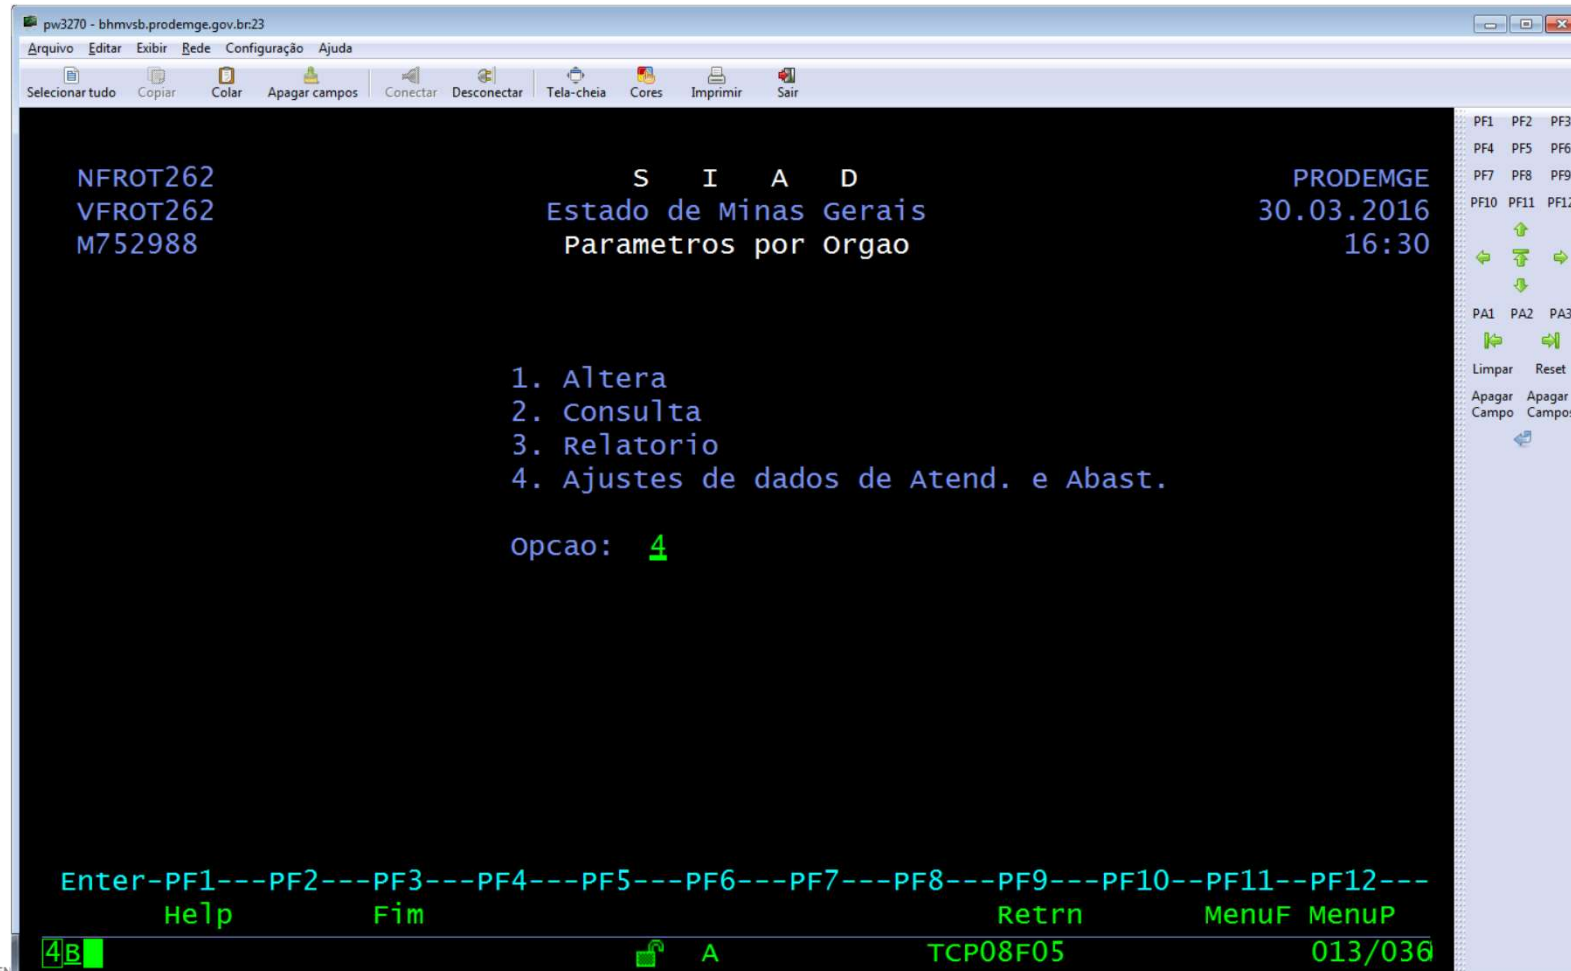 pw3270 - bhmvsb.prodemge.gov.br:23
Arquivo Editar Exibir Rede Configuração Ajuda
Selecionar tudo Copiar Colar Apagar campos Conectar Desconectar Tela-cheia Cores Imprimir Sair
NFROT262 S I A D PRODEMGE
VFROT262 Estado de Minas Gerais 30.03.2016
M752988 Parametros por Orgao 16:30
1. Altera
2. Consulta
3. Relatorio
4. Ajustes de dados de Atend. e Abast.
Opcao: 4
Enter-PF1---PF2---PF3---PF4---PF5---PF6---PF7---PF8---PF9---PF10--PF11--PF12---
Help Fim Retrn MenuF MenuP
4B A TCP08F05 013/036
PF1 PF2 PF3
PF4 PF5 PF6
PF7 PF8 PF9
PF10 PF11 PF12
PA1 PA2 PA3
Limpar Reset
Apagar Apagar
Campo Campos